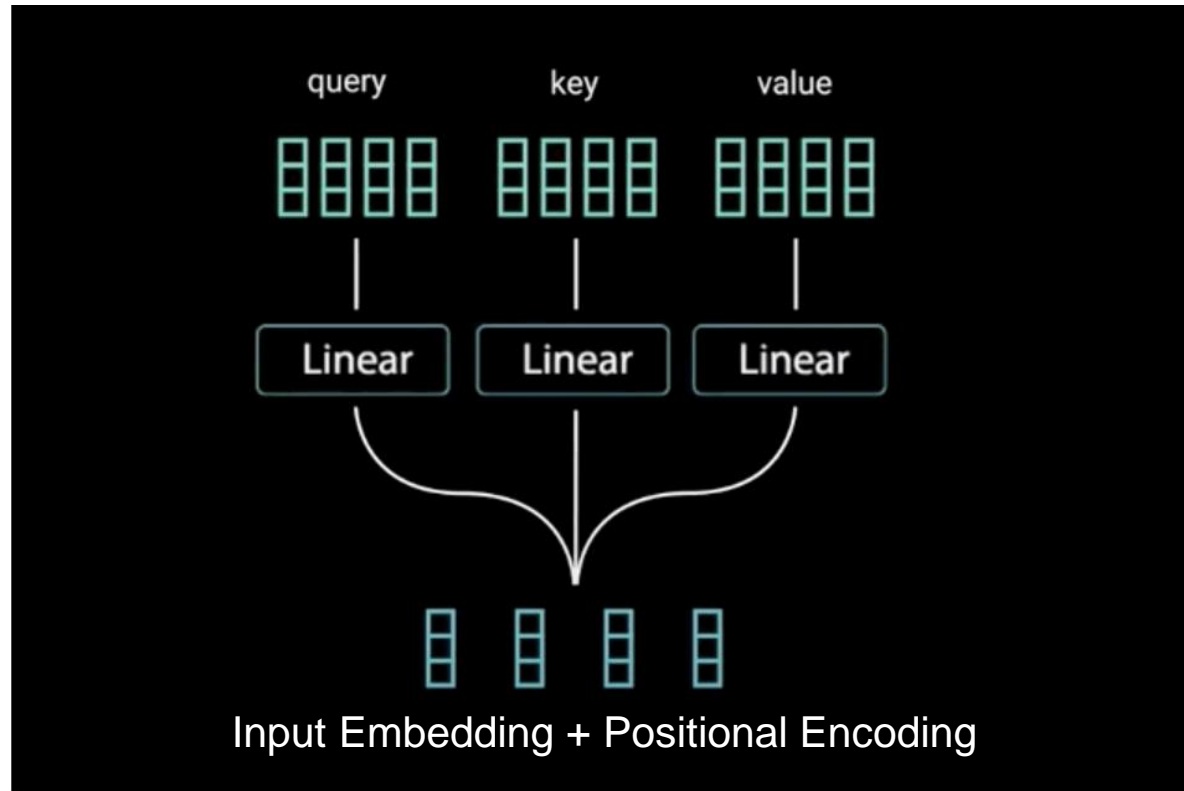 query key value
Linear Linear Linear
Input Embedding + Positional Encoding